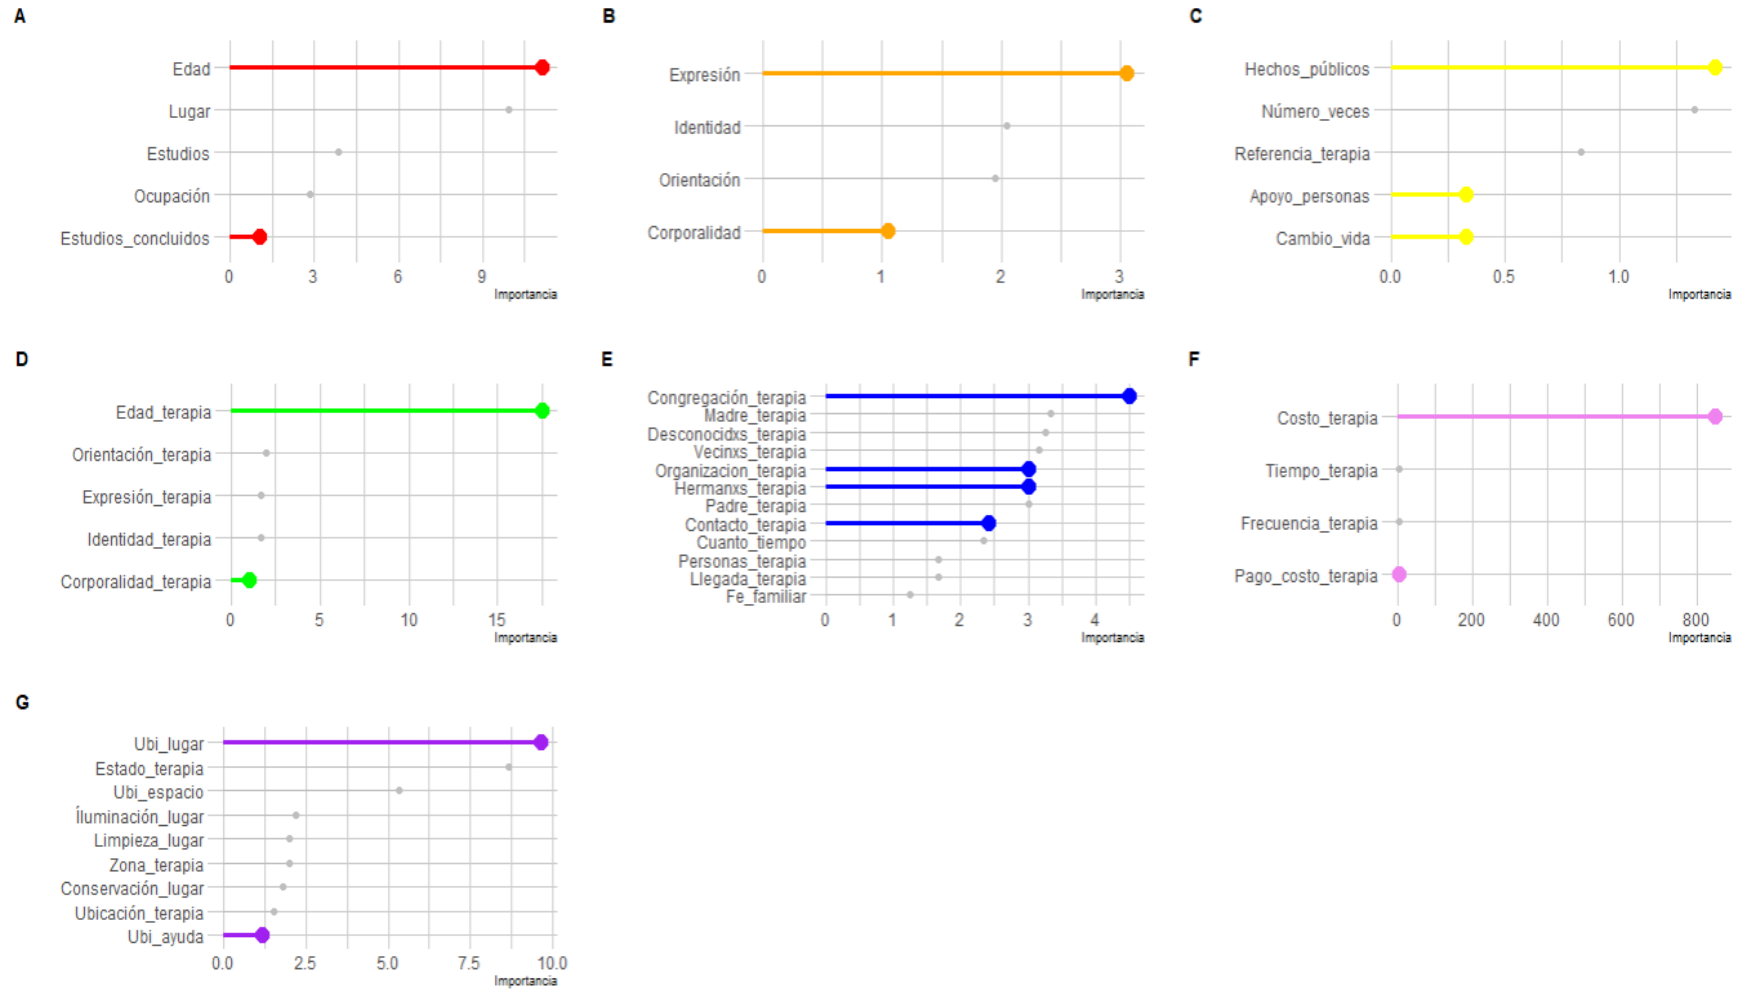 A
Edad
Lugar
Estudios
Ocupación
Estudios_concluidos
0 3 6 9
Importancia
B
Expresión
Identidad
Orientación
Corporalidad
0 1 2 3
Importancia
C
Hechos_públicos
Número_veces
Referencia_terapia
Apoyo_personas
Cambio_vida
0.0 0.5 1.0
Importancia
D
Edad_terapia
Orientación_terapia
Expresión_terapia
Identidad_terapia
Corporalidad_terapia
0 5 10 15
Importancia
E
Congregación_terapia
Madre_terapia
Desconocidxs_terapia
Vecinxs_terapia
Organizacion_terapia
Hermanxs_terapia
Padre_terapia
Contacto_terapia
Cuanto_tiempo
Personas_terapia
Llegada_terapia
Fe_familiar
0 1 2 3 4
Importancia
F
Costo_terapia
Tiempo_terapia
Frecuencia_terapia
Pago_costo_terapia
0 200 400 600 800
Importancia
G
Ubi_lugar
Estado_terapia
Ubi_espacio
Íluminación_lugar
Limpieza_lugar
Zona_terapia
Conservación_lugar
Ubicación_terapia
Ubi_ayuda
0.0 2.5 5.0 7.5 10.0
Importancia